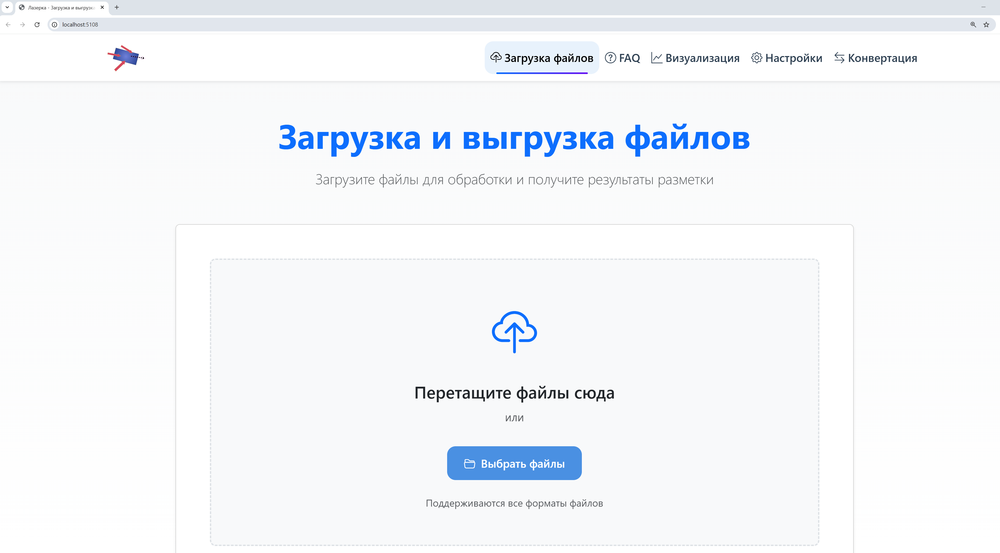 Лазерка - Загрузка и выгрузка
localhost:5108
Загрузка файлов FAQ Визуализация Настройки Конвертация
Загрузка и выгрузка файлов
Загрузите файлы для обработки и получите результаты разметки
Перетащите файлы сюда
или
Выбрать файлы
Поддерживаются все форматы файлов